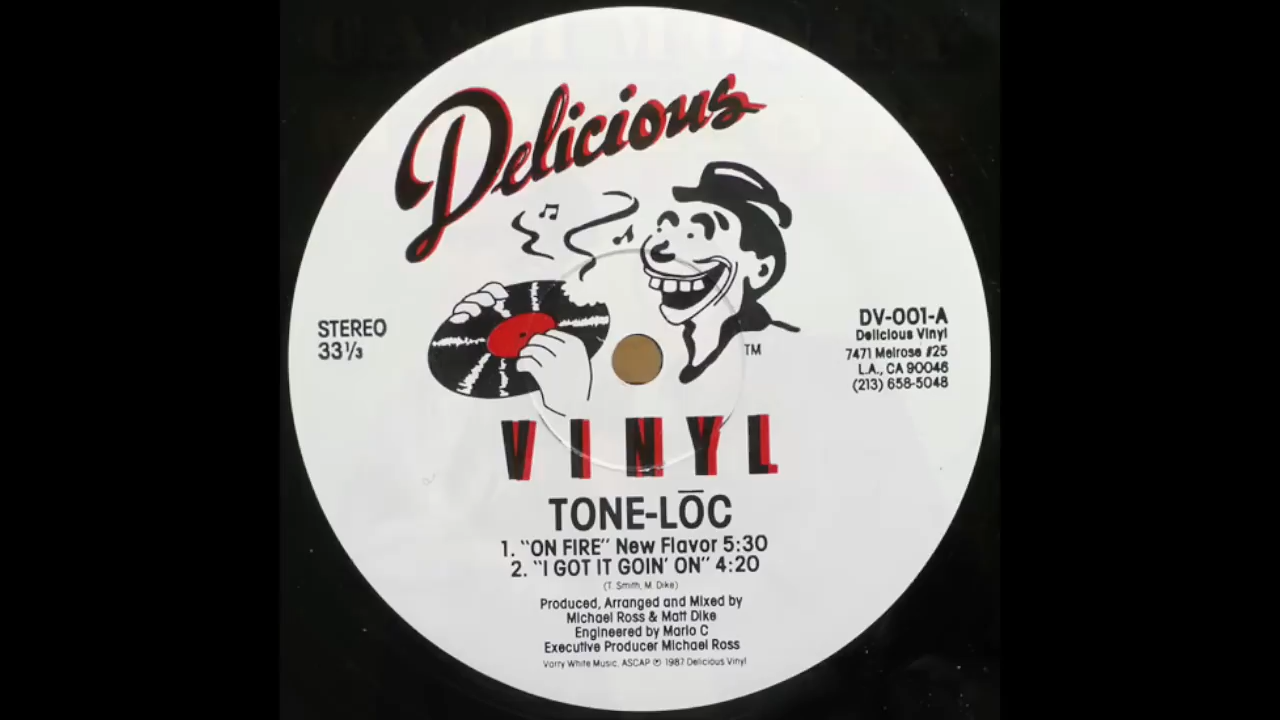 Delicious
STEREO
33⅓
DV-001-A
Delicious Vinyl
7471 Melrose #25
L.A., CA 90046
(213) 658-5048
TM
VINYL
TONE-LŌC
1. “ON FIRE” New Flavor 5:30
2. “I GOT IT GOIN’ ON” 4:20
(T. Smith, M. Dike)
Produced, Arranged and Mixed by
Michael Ross & Matt Dike
Engineered by Mario C
Executive Producer Michael Ross
Varry White Music, ASCAP ℗ 1987 Delicious Vinyl